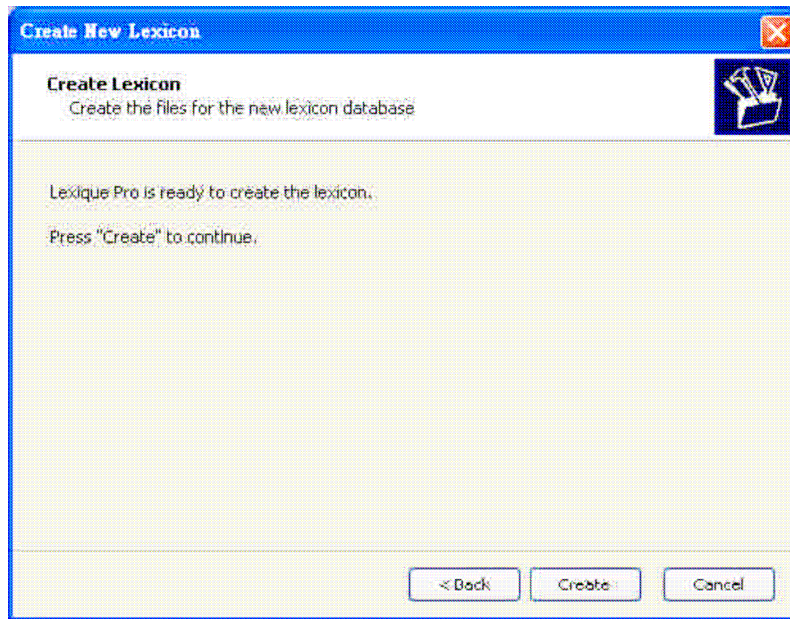 Create New Lexicon
Create Lexicon
Create the files for the new lexicon database
Lexique Pro is ready to create the lexicon.
Press "Create" to continue.
< Back
Create
Cancel